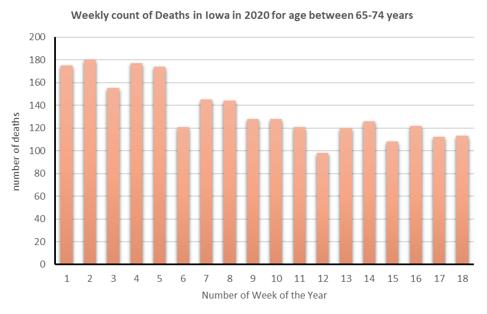 Weekly count of Deaths in Iowa in 2020 for age between 65-74 years
200
180
160
140
120
100
80
60
40
20
0
number of deaths
1 2 3 4 5 6 7 8 9 10 11 12 13 14 15 16 17 18
Number of Week of the Year